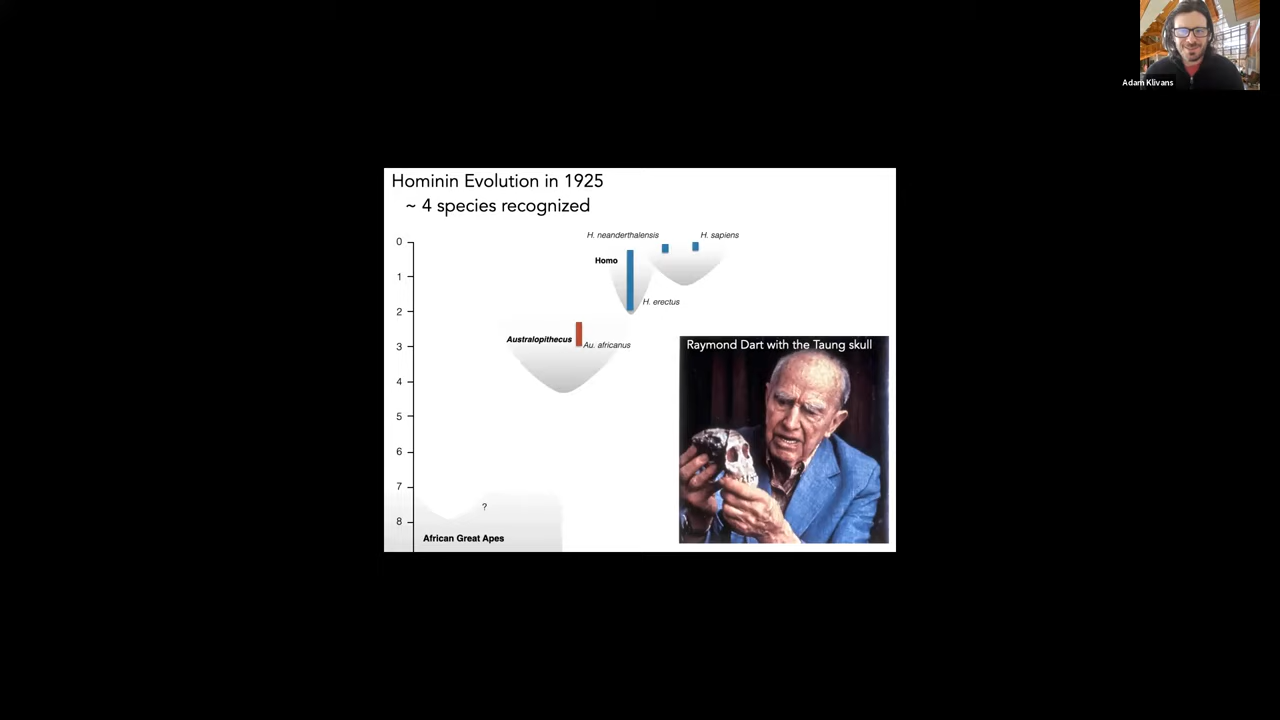 Adam Klivans
Hominin Evolution in 1925
~ 4 species recognized
0
H. neanderthalensis
H. sapiens
Homo
1
H. erectus
2
Australopithecus
Au. africanus
3
Raymond Dart with the Taung skull
4
5
6
7
?
8
African Great Apes